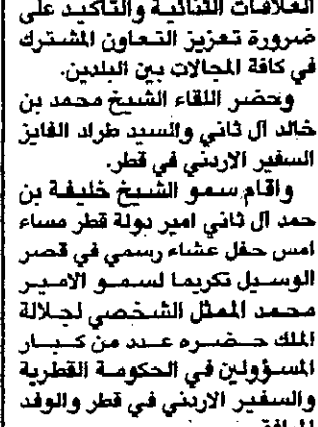 العلاقات الثنائية والتأكيد على
ضرورة تعزيز التعاون المشترك
في كافة المجالات بين البلدين.
وحضر اللقاء الشيخ محمد بن
خالد آل ثاني والسيد طراد الفايز
السفير الاردني في قطر.
واقام سمو الشيخ خليفة بن
حمد آل ثاني امير دولة قطر مساء
امس حفل عشاء رسمي في قصر
الوسيل تكريما لسمو الامير
محمد الممثل الشخصي لجلالة
الملك حضره عدد من كبار
المسؤولين في الحكومة القطرية
والسفير الاردني في قطر والوفد